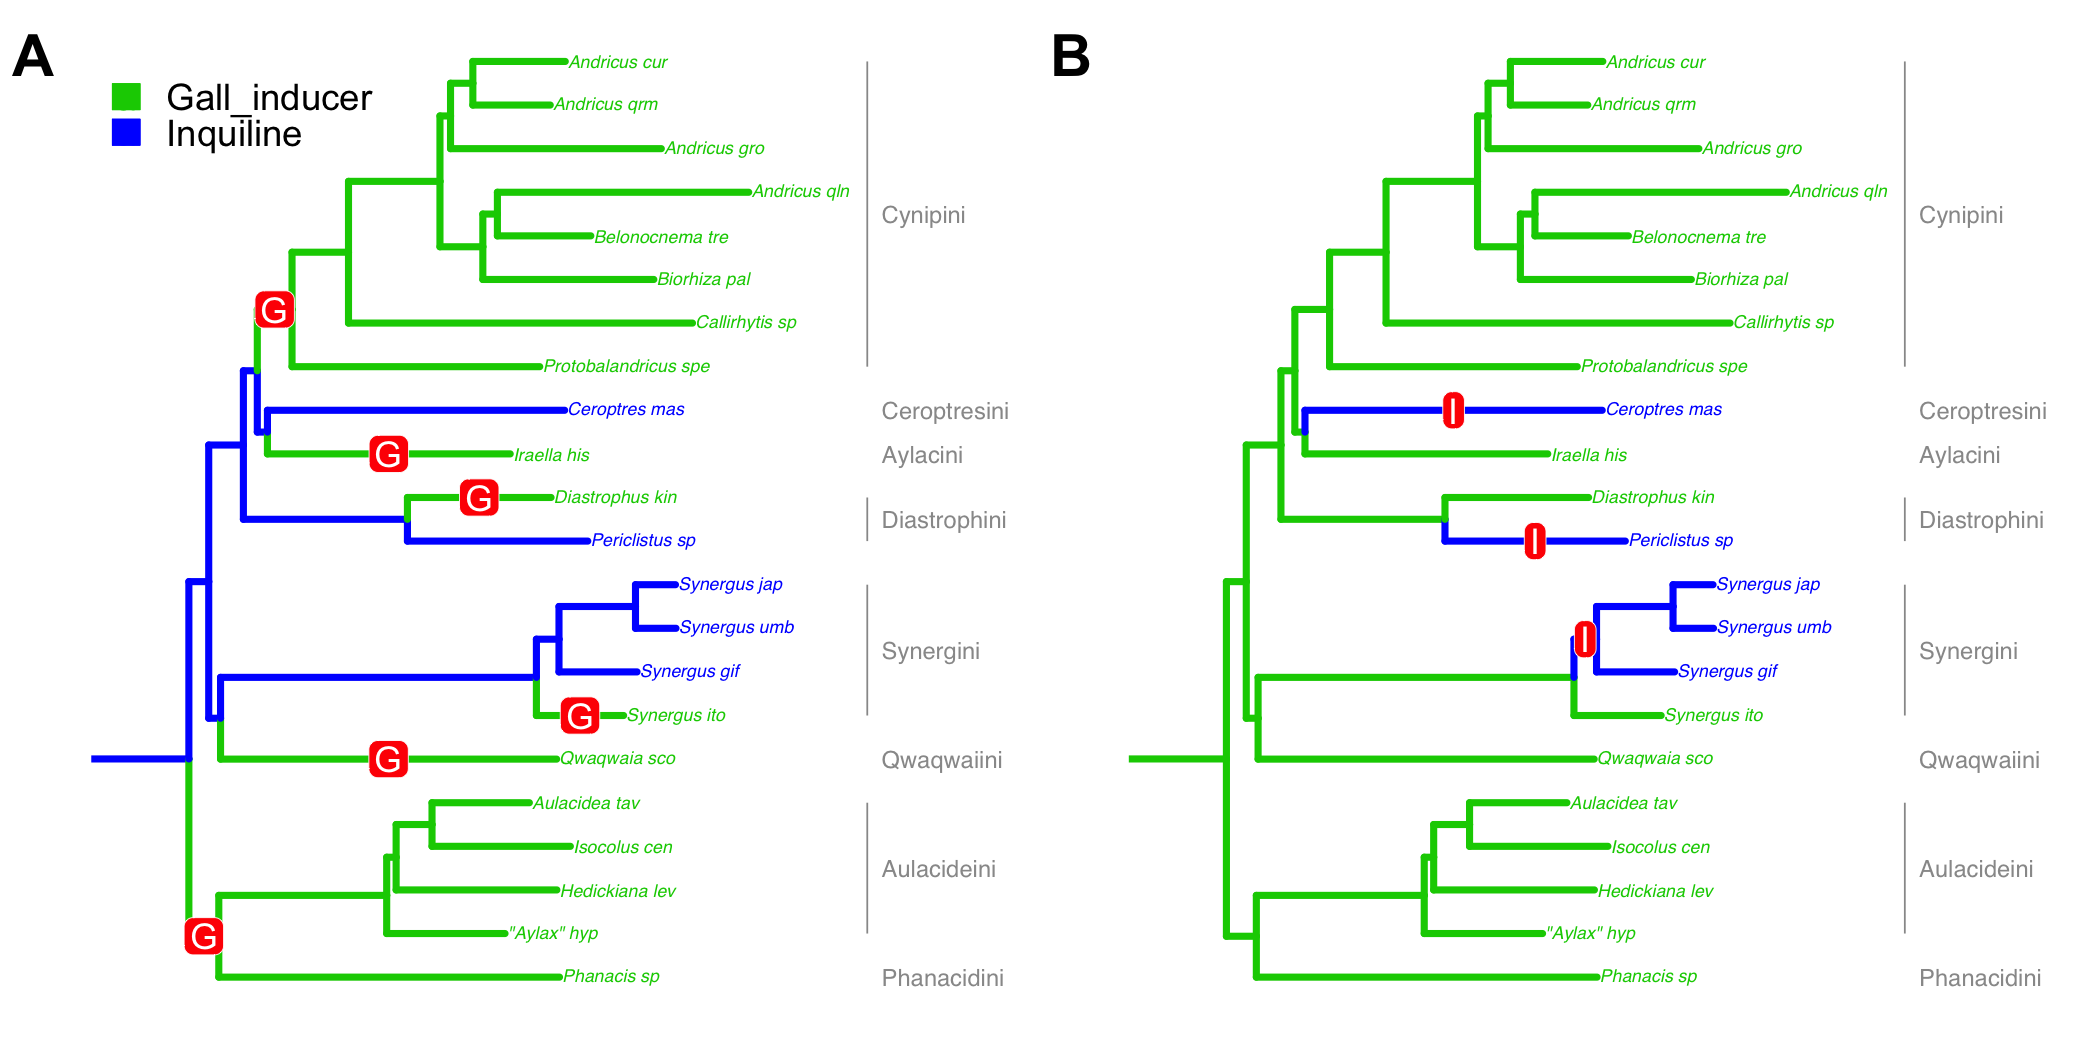 A
Gall_inducer
Inquiline
Andricus cur
Andricus qrm
Andricus gro
Andricus qln
Cynipini
Belonocnema tre
Biorhiza pal
G
Callirhytis sp
Protobalandricus spe
Ceroptres mas
Ceroptresini
G
Iraella his
Aylacini
G
Diastrophus kin
Diastrophini
Periclistus sp
Synergus jap
Synergus umb
Synergini
Synergus gif
G
Synergus ito
G
Qwaqwaia sco
Qwaqwaiini
Aulacidea tav
Isocolus cen
Aulacideini
Hedickiana lev
G
"Aylax" hyp
Phanacis sp
Phanacidini
B
Andricus cur
Andricus qrm
Andricus gro
Andricus qln
Cynipini
Belonocnema tre
Biorhiza pal
Callirhytis sp
Protobalandricus spe
I
Ceroptres mas
Ceroptresini
Iraella his
Aylacini
Diastrophus kin
Diastrophini
I
Periclistus sp
Synergus jap
Synergus umb
I
Synergini
Synergus gif
Synergus ito
Qwaqwaia sco
Qwaqwaiini
Aulacidea tav
Isocolus cen
Aulacideini
Hedickiana lev
"Aylax" hyp
Phanacis sp
Phanacidini